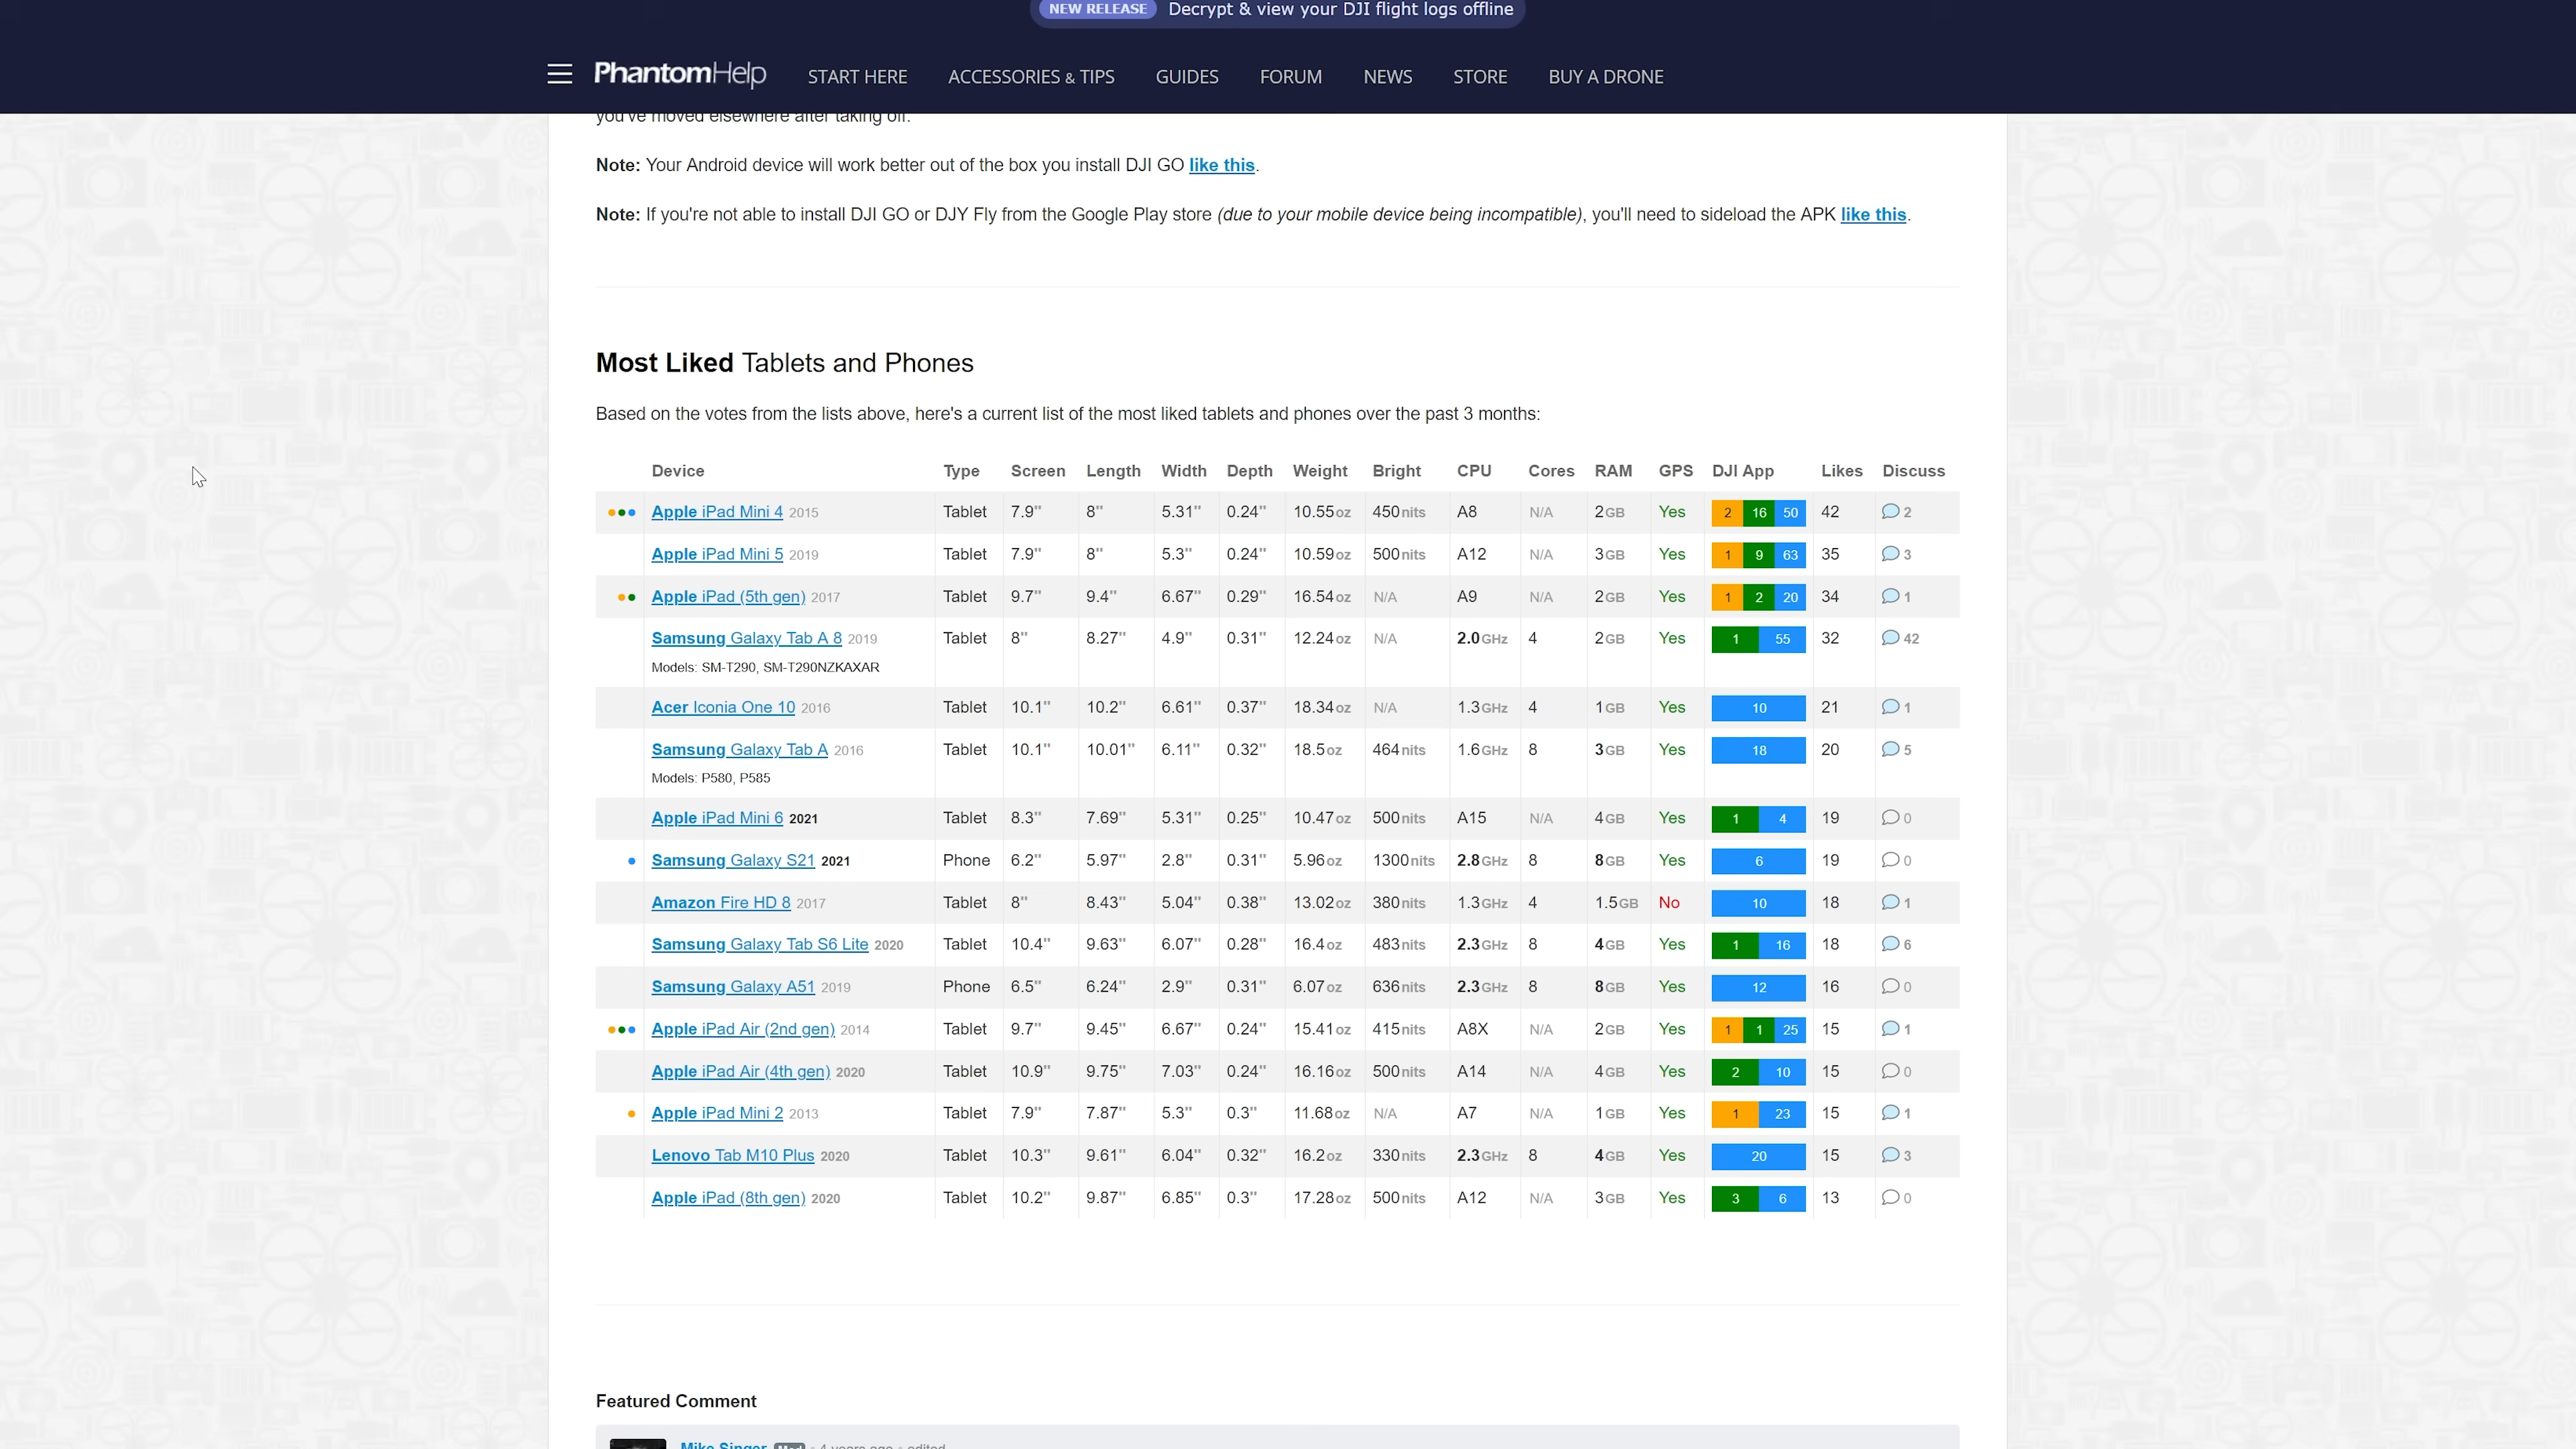 NEW RELEASE Decrypt & view your DJI flight logs offline
PhantomHelp START HERE ACCESSORIES & TIPS GUIDES FORUM NEWS STORE BUY A DRONE
you've moved elsewhere after taking off.
Note: Your Android device will work better out of the box you install DJI GO like this.
Note: If you're not able to install DJI GO or DJY Fly from the Google Play store (due to your mobile device being incompatible), you'll need to sideload the APK like this.
Most Liked Tablets and Phones
Based on the votes from the lists above, here's a current list of the most liked tablets and phones over the past 3 months:
Device Type Screen Length Width Depth Weight Bright CPU Cores RAM GPS DJI App Likes Discuss
Apple iPad Mini 4 2015 Tablet 7.9" 8" 5.31" 0.24" 10.55oz 450nits A8 N/A 2GB Yes 2 16 50 42 2
Apple iPad Mini 5 2019 Tablet 7.9" 8" 5.3" 0.24" 10.59oz 500nits A12 N/A 3GB Yes 1 9 63 35 3
Apple iPad (5th gen) 2017 Tablet 9.7" 9.4" 6.67" 0.29" 16.54oz N/A A9 N/A 2GB Yes 1 2 20 34 1
Samsung Galaxy Tab A 8 2019 Tablet 8" 8.27" 4.9" 0.31" 12.24oz N/A 2.0GHz 4 2GB Yes 1 55 32 42
Models: SM-T290, SM-T290NZKAXAR
Acer Iconia One 10 2016 Tablet 10.1" 10.2" 6.61" 0.37" 18.34oz N/A 1.3GHz 4 1GB Yes 10 21 1
Samsung Galaxy Tab A 2016 Tablet 10.1" 10.01" 6.11" 0.32" 18.5oz 464nits 1.6GHz 8 3GB Yes 18 20 5
Models: P580, P585
Apple iPad Mini 6 2021 Tablet 8.3" 7.69" 5.31" 0.25" 10.47oz 500nits A15 N/A 4GB Yes 1 4 19 0
Samsung Galaxy S21 2021 Phone 6.2" 5.97" 2.8" 0.31" 5.96oz 1300nits 2.8GHz 8 8GB Yes 6 19 0
Amazon Fire HD 8 2017 Tablet 8" 8.43" 5.04" 0.38" 13.02oz 380nits 1.3GHz 4 1.5GB No 10 18 1
Samsung Galaxy Tab S6 Lite 2020 Tablet 10.4" 9.63" 6.07" 0.28" 16.4oz 483nits 2.3GHz 8 4GB Yes 1 16 18 6
Samsung Galaxy A51 2019 Phone 6.5" 6.24" 2.9" 0.31" 6.07oz 636nits 2.3GHz 8 8GB Yes 12 16 0
Apple iPad Air (2nd gen) 2014 Tablet 9.7" 9.45" 6.67" 0.24" 15.41oz 415nits A8X N/A 2GB Yes 1 1 25 15 1
Apple iPad Air (4th gen) 2020 Tablet 10.9" 9.75" 7.03" 0.24" 16.16oz 500nits A14 N/A 4GB Yes 2 10 15 0
Apple iPad Mini 2 2013 Tablet 7.9" 7.87" 5.3" 0.3" 11.68oz N/A A7 N/A 1GB Yes 1 23 15 1
Lenovo Tab M10 Plus 2020 Tablet 10.3" 9.61" 6.04" 0.32" 16.2oz 330nits 2.3GHz 8 4GB Yes 20 15 3
Apple iPad (8th gen) 2020 Tablet 10.2" 9.87" 6.85" 0.3" 17.28oz 500nits A12 N/A 3GB Yes 3 6 13 0
Featured Comment
Mike Singer Mod • 4 years ago • edited